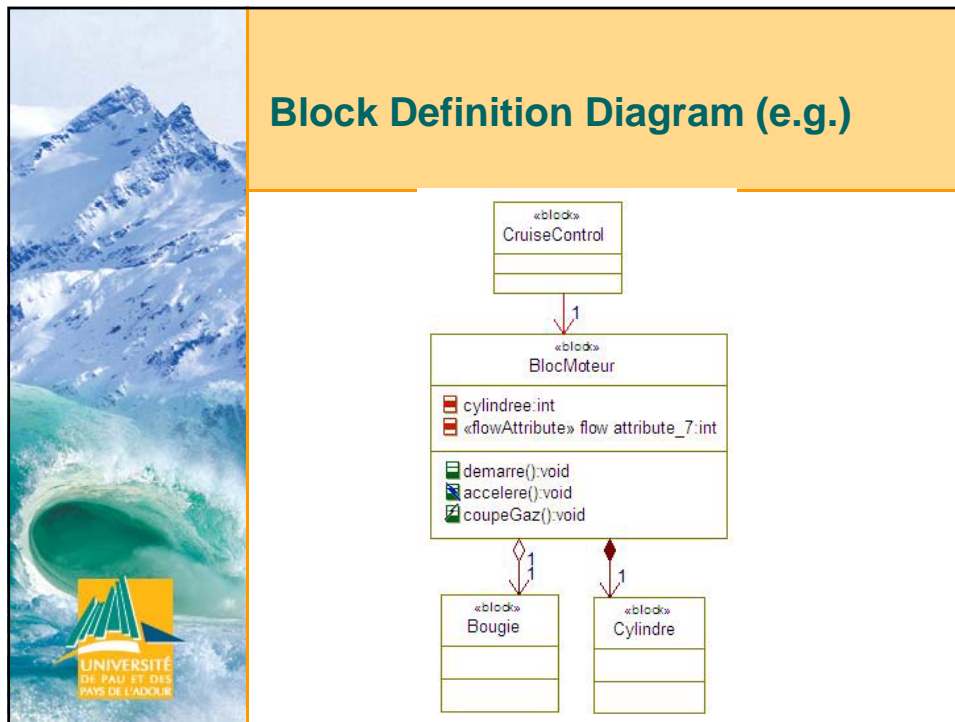 Block Definition Diagram (e.g.)
«block»
CruiseControl
1
«block»
BlocMoteur
cylindree:int
«flowAttribute» flow attribute_7:int
demarre():void
accelere():void
coupeGaz():void
1
1
1
«block»
Bougie
«block»
Cylindre
UNIVERSITÉ
DE PAU ET DES
PAYS DE L'ADOUR